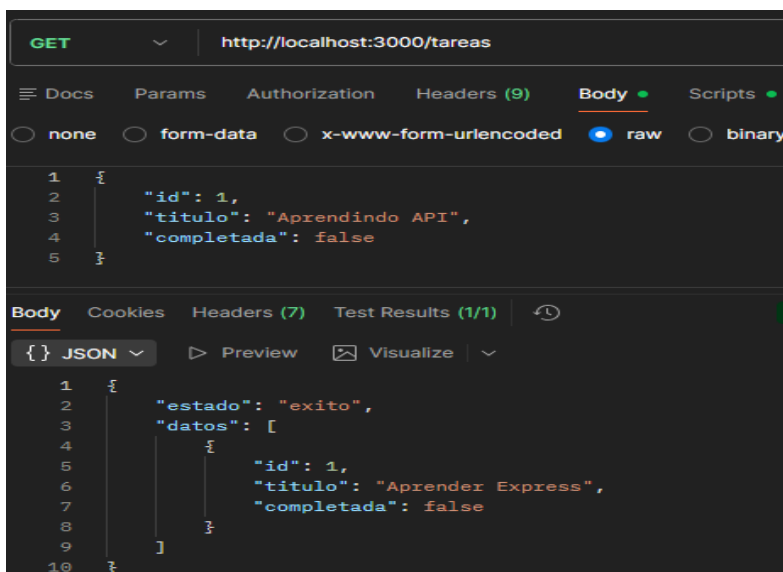 GET http://localhost:3000/tareas
Docs Params Authorization Headers (9) Body Scripts
none form-data x-www-form-urlencoded raw binary
1 {
2 "id": 1,
3 "titulo": "Aprendindo API",
4 "completada": false
5 }
Body Cookies Headers (7) Test Results (1/1)
{} JSON Preview Visualize
1 {
2 "estado": "exito",
3 "datos": [
4 {
5 "id": 1,
6 "titulo": "Aprender Express",
7 "completada": false
8 }
9 ]
10 }